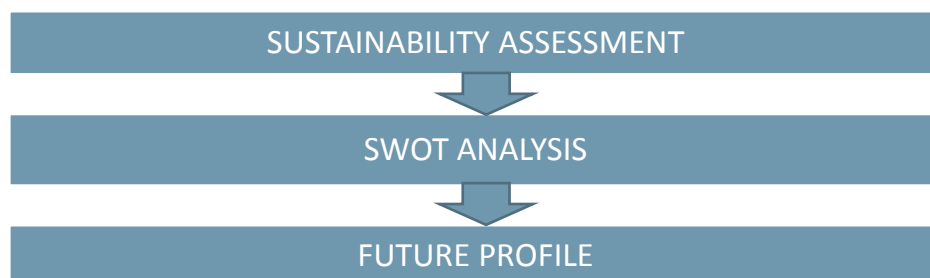 SUSTAINABILITY ASSESSMENT
SWOT ANALYSIS
FUTURE PROFILE